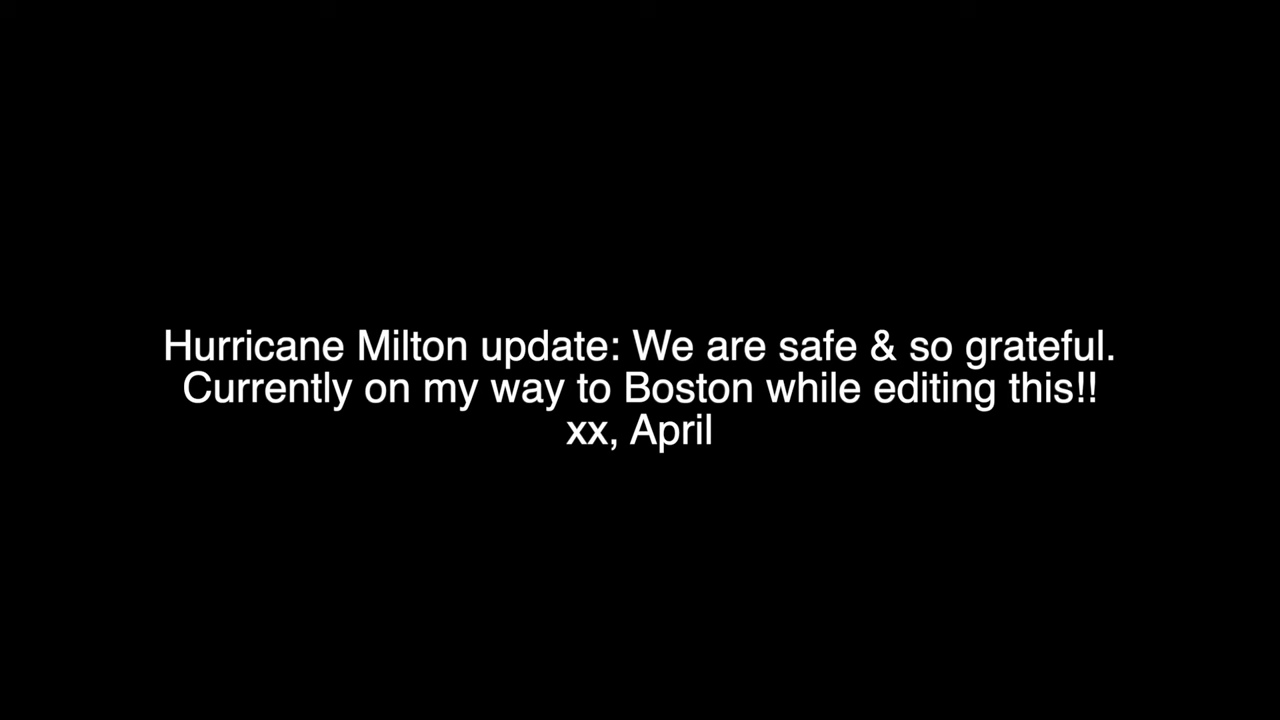 Hurricane Milton update: We are safe & so grateful.
Currently on my way to Boston while editing this!!
xx, April